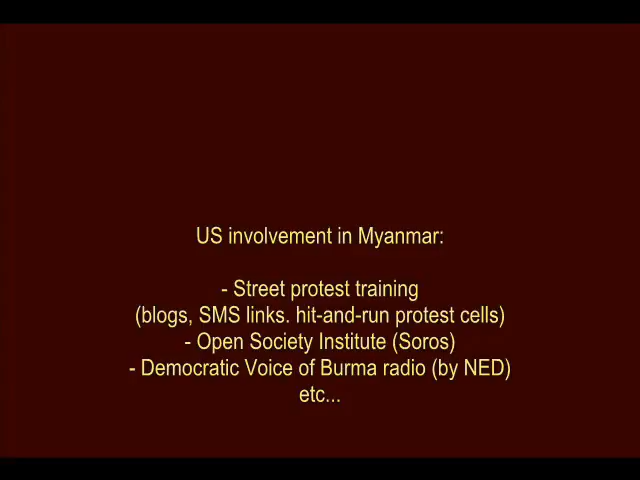 US involvement in Myanmar:
- Street protest training
(blogs, SMS links. hit-and-run protest cells)
- Open Society Institute (Soros)
- Democratic Voice of Burma radio (by NED)
etc...